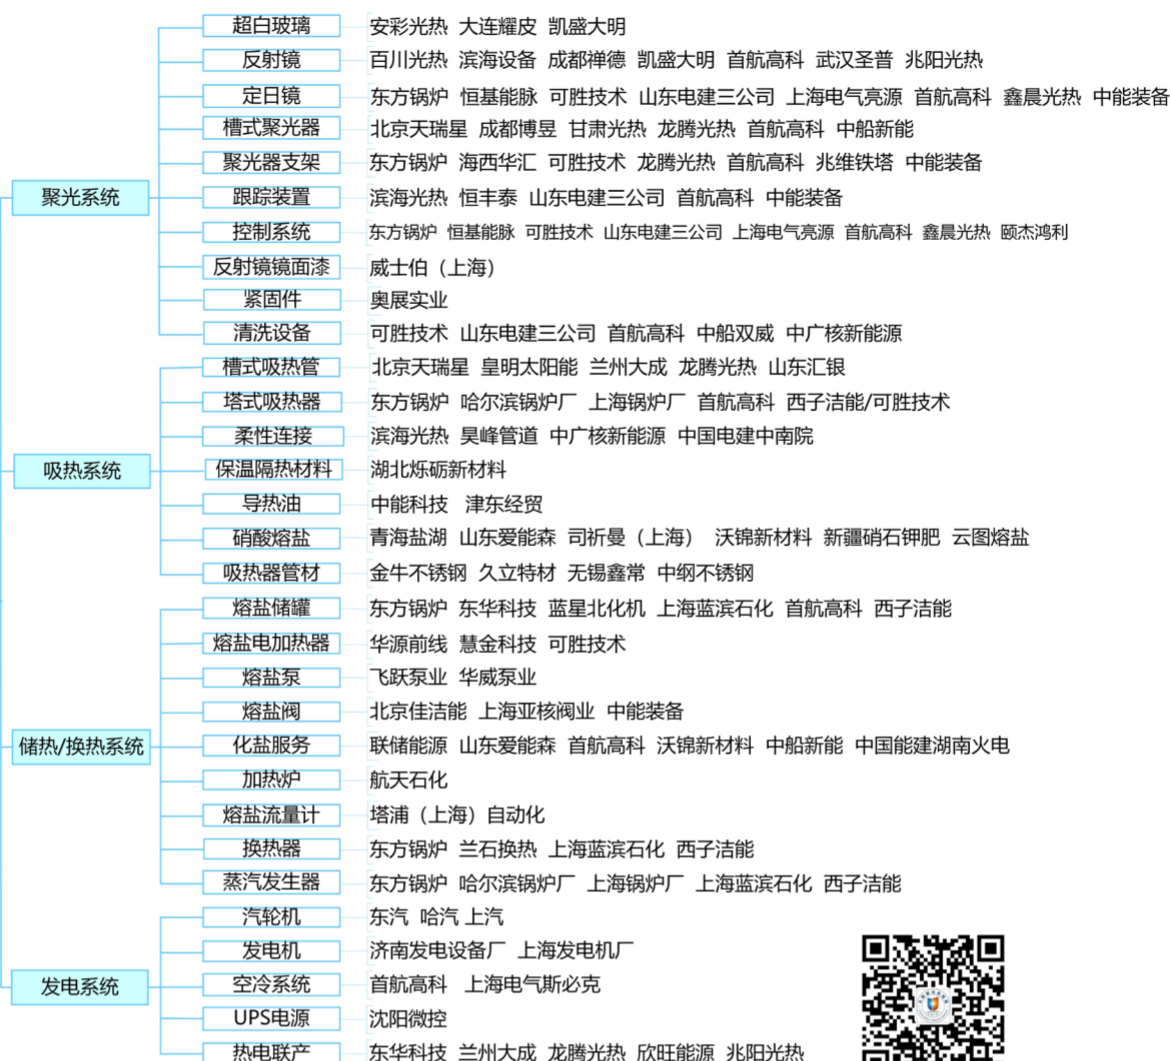 超白玻璃 安彩光热 大连耀皮 凯盛大明
反射镜 百川光热 滨海设备 成都禅德 凯盛大明 首航高科 武汉圣普 兆阳光热
定日镜 东方锅炉 恒基能脉 可胜技术 山东电建三公司 上海电气亮源 首航高科 鑫晨光热 中能装备
槽式聚光器 北京天瑞星 成都博昱 甘肃光热 龙腾光热 首航高科 中船新能
聚光器支架 东方锅炉 海西华汇 可胜技术 龙腾光热 首航高科 兆维铁塔 中能装备
聚光系统 跟踪装置 滨海光热 恒丰泰 山东电建三公司 首航高科 中能装备
控制系统 东方锅炉 恒基能脉 可胜技术 山东电建三公司 上海电气亮源 首航高科 鑫晨光热 颐杰鸿利
反射镜镜面漆 威士伯（上海）
紧固件 奥展实业
清洗设备 可胜技术 山东电建三公司 首航高科 中船双威 中广核新能源
槽式吸热管 北京天瑞星 皇明太阳能 兰州大成 龙腾光热 山东汇银
塔式吸热器 东方锅炉 哈尔滨锅炉厂 上海锅炉厂 首航高科 西子洁能/可胜技术
柔性连接 滨海光热 昊峰管道 中广核新能源 中国电建中南院
吸热系统 保温隔热材料 湖北烁砺新材料
导热油 中能科技 津东经贸
硝酸熔盐 青海盐湖 山东爱能森 司祈曼（上海） 沃锦新材料 新疆硝石钾肥 云图熔盐
吸热器管材 金牛不锈钢 久立特材 无锡鑫常 中纲不锈钢
熔盐储罐 东方锅炉 东华科技 蓝星北化机 上海蓝滨石化 首航高科 西子洁能
熔盐电加热器 华源前线 慧金科技 可胜技术
熔盐泵 飞跃泵业 华威泵业
熔盐阀 北京佳洁能 上海亚核阀业 中能装备
储热/换热系统 化盐服务 联储能源 山东爱能森 首航高科 沃锦新材料 中船新能 中国能建湖南火电
加热炉 航天石化
熔盐流量计 塔浦（上海）自动化
换热器 东方锅炉 兰石换热 上海蓝滨石化 西子洁能
蒸汽发生器 东方锅炉 哈尔滨锅炉厂 上海锅炉厂 上海蓝滨石化 西子洁能
汽轮机 东汽 哈汽 上汽
发电机 济南发电设备厂 上海发电机厂
发电系统 空冷系统 首航高科 上海电气斯必克
UPS电源 沈阳微控
热电联产 东华科技 兰州大成 龙腾光热 欣旺能源 兆阳光热